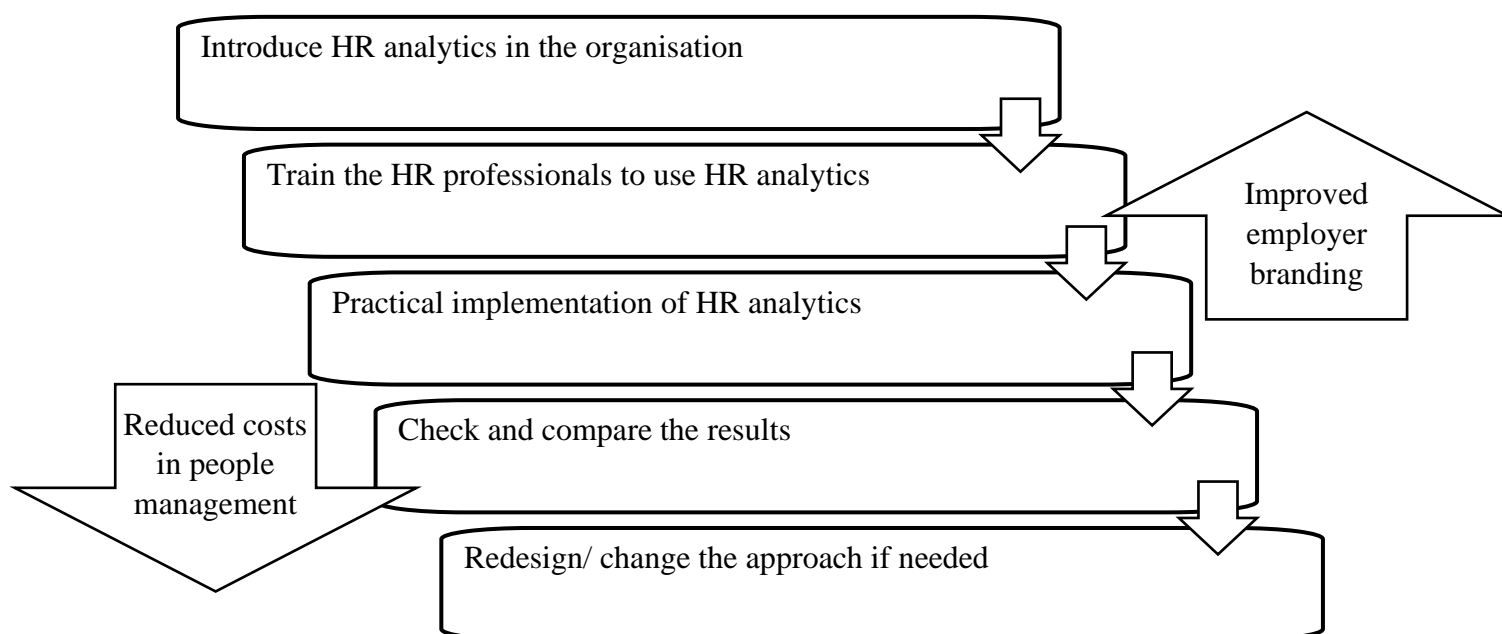 Introduce HR analytics in the organisation
Train the HR professionals to use HR analytics
Improved
employer
branding
Practical implementation of HR analytics
Reduced costs
in people
management
Check and compare the results
Redesign/ change the approach if needed